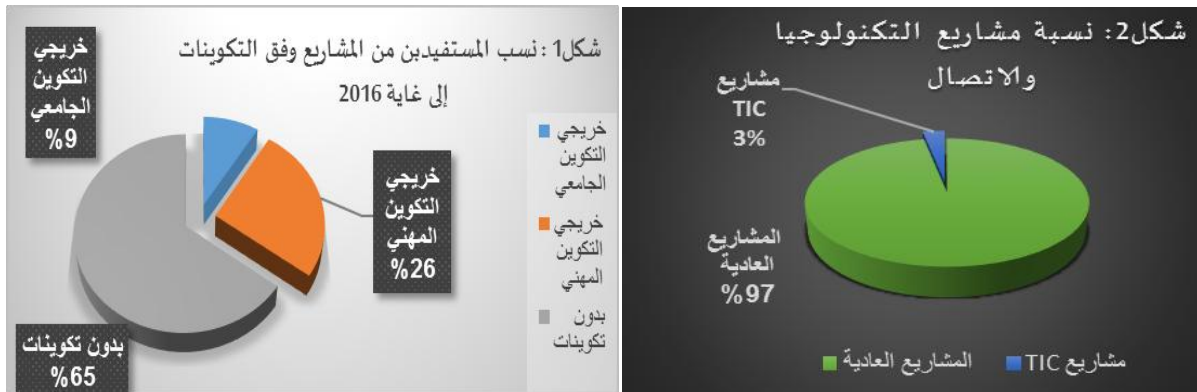 شكل1: نسب المستفيدين من المشاريع وفق التكوينات
إلى غاية 2016
خريجي
التكوين
الجامعي
%9
خريجي
التكوين
المهني
%26
بدون تكوينات
%65
خريجي
التكوين
الجامعي
خريجي
التكوين
المهني
بدون
تكوينات
شكل2: نسبة مشاريع التكنولوجيا
والاتصال
مشاريع
TIC
3%
المشاريع
العادية
%97
مشاريع TIC
المشاريع العادية